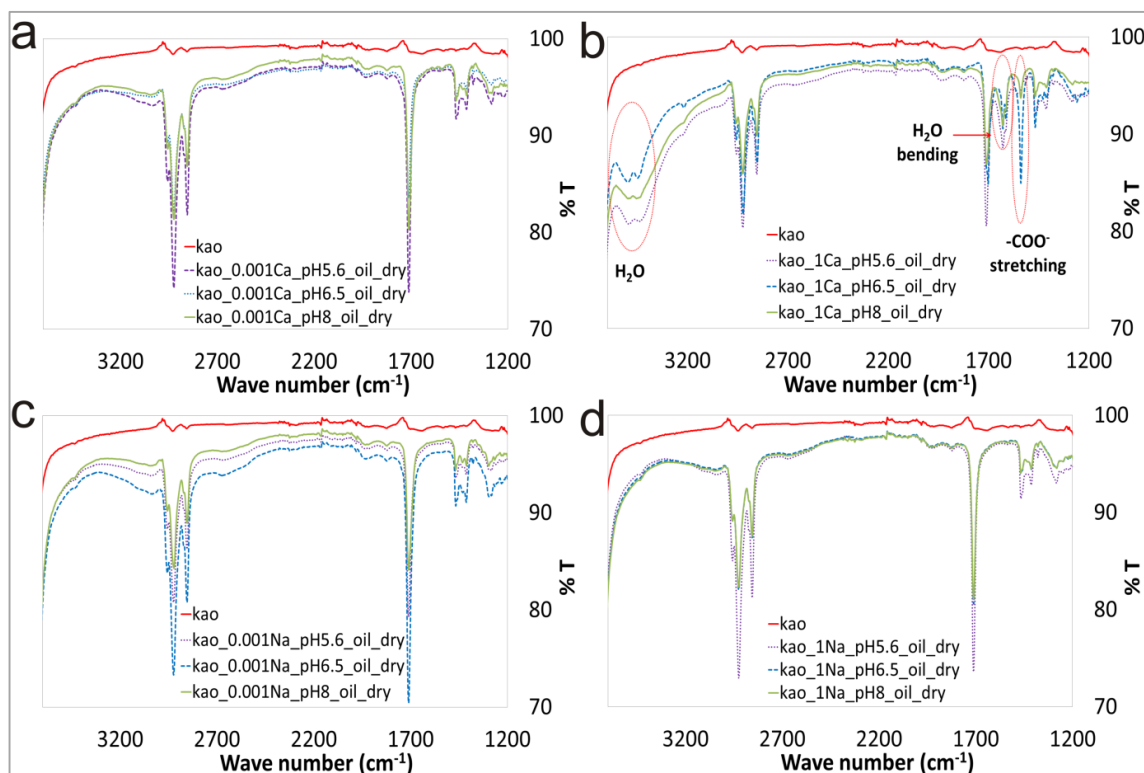 a
100
90
80
70
% T
kao
kao_0.001Ca_pH5.6_oil_dry
kao_0.001Ca_pH6.5_oil_dry
kao_0.001Ca_pH8_oil_dry
3200 2700 2200 1700 1200
Wave number (cm⁻¹)
b
100
90
80
70
% T
H₂O
bending
-COO⁻
stretching
H₂O
kao
kao_1Ca_pH5.6_oil_dry
kao_1Ca_pH6.5_oil_dry
kao_1Ca_pH8_oil_dry
3200 2700 2200 1700 1200
Wave number (cm⁻¹)
c
100
90
80
70
% T
kao
kao_0.001Na_pH5.6_oil_dry
kao_0.001Na_pH6.5_oil_dry
kao_0.001Na_pH8_oil_dry
3200 2700 2200 1700 1200
Wave number (cm⁻¹)
d
100
90
80
70
% T
kao
kao_1Na_pH5.6_oil_dry
kao_1Na_pH6.5_oil_dry
kao_1Na_pH8_oil_dry
3200 2700 2200 1700 1200
Wave number (cm⁻¹)